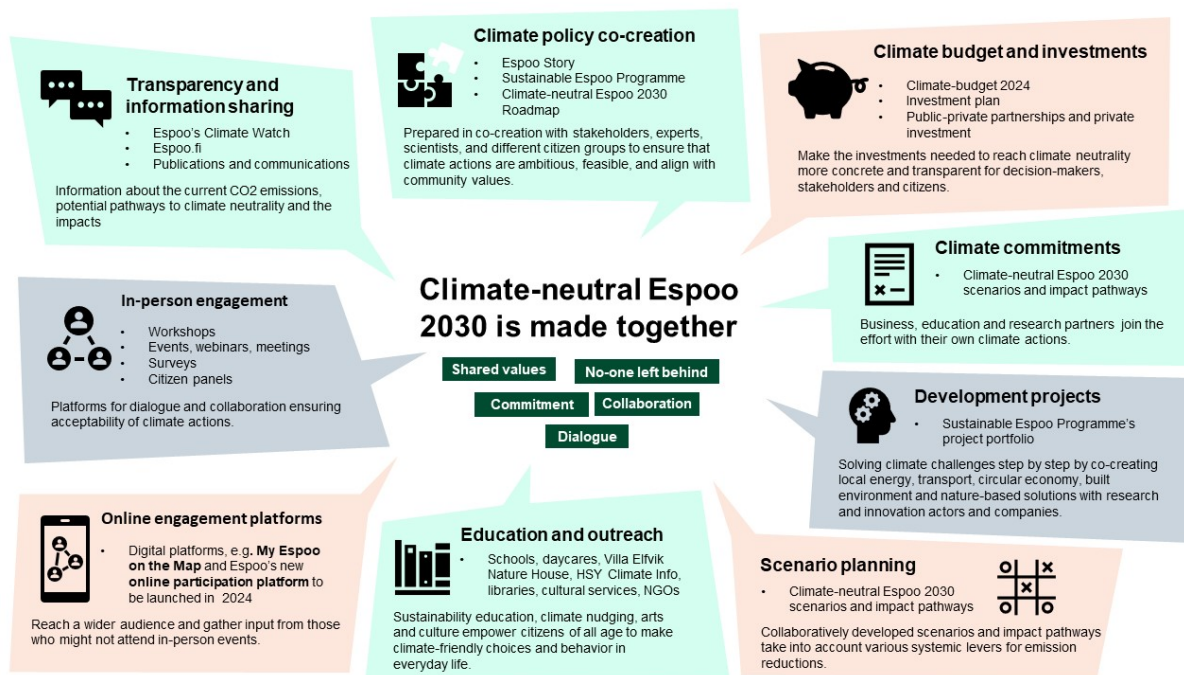 Transparency and
information sharing
• Espoo's Climate Watch
• Espoo.fi
• Publications and communications
Information about the current CO2 emissions,
potential pathways to climate neutrality and the
impacts
Climate policy co-creation
• Espoo Story
• Sustainable Espoo Programme
• Climate-neutral Espoo 2030
Roadmap
Prepared in co-creation with stakeholders, experts,
scientists, and different citizen groups to ensure that
climate actions are ambitious, feasible, and align with
community values.
Climate budget and investments
• Climate-budget 2024
• Investment plan
• Public-private partnerships and private
investment
Make the investments needed to reach climate neutrality
more concrete and transparent for decision-makers,
stakeholders and citizens.
In-person engagement
• Workshops
• Events, webinars, meetings
• Surveys
• Citizen panels
Platforms for dialogue and collaboration ensuring
acceptability of climate actions.
Climate-neutral Espoo
2030 is made together
Shared values
No-one left behind
Commitment
Collaboration
Dialogue
Climate commitments
• Climate-neutral Espoo 2030
scenarios and impact pathways
Business, education and research partners join the
effort with their own climate actions.
Development projects
• Sustainable Espoo Programme's
project portfolio
Solving climate challenges step by step by co-creating
local energy, transport, circular economy, built
environment and nature-based solutions with research
and innovation actors and companies.
Online engagement platforms
• Digital platforms, e.g. My Espoo
on the Map and Espoo's new
online participation platform to
be launched in 2024
Reach a wider audience and gather input from those
who might not attend in-person events.
Education and outreach
• Schools, daycares, Villa Elfvik
Nature House, HSY Climate Info,
libraries, cultural services, NGOs
Sustainability education, climate nudging, arts
and culture empower citizens of all age to make
climate-friendly choices and behavior in
everyday life.
Scenario planning
• Climate-neutral Espoo 2030
scenarios and impact pathways
Collaboratively developed scenarios and impact pathways
take into account various systemic levers for emission
reductions.